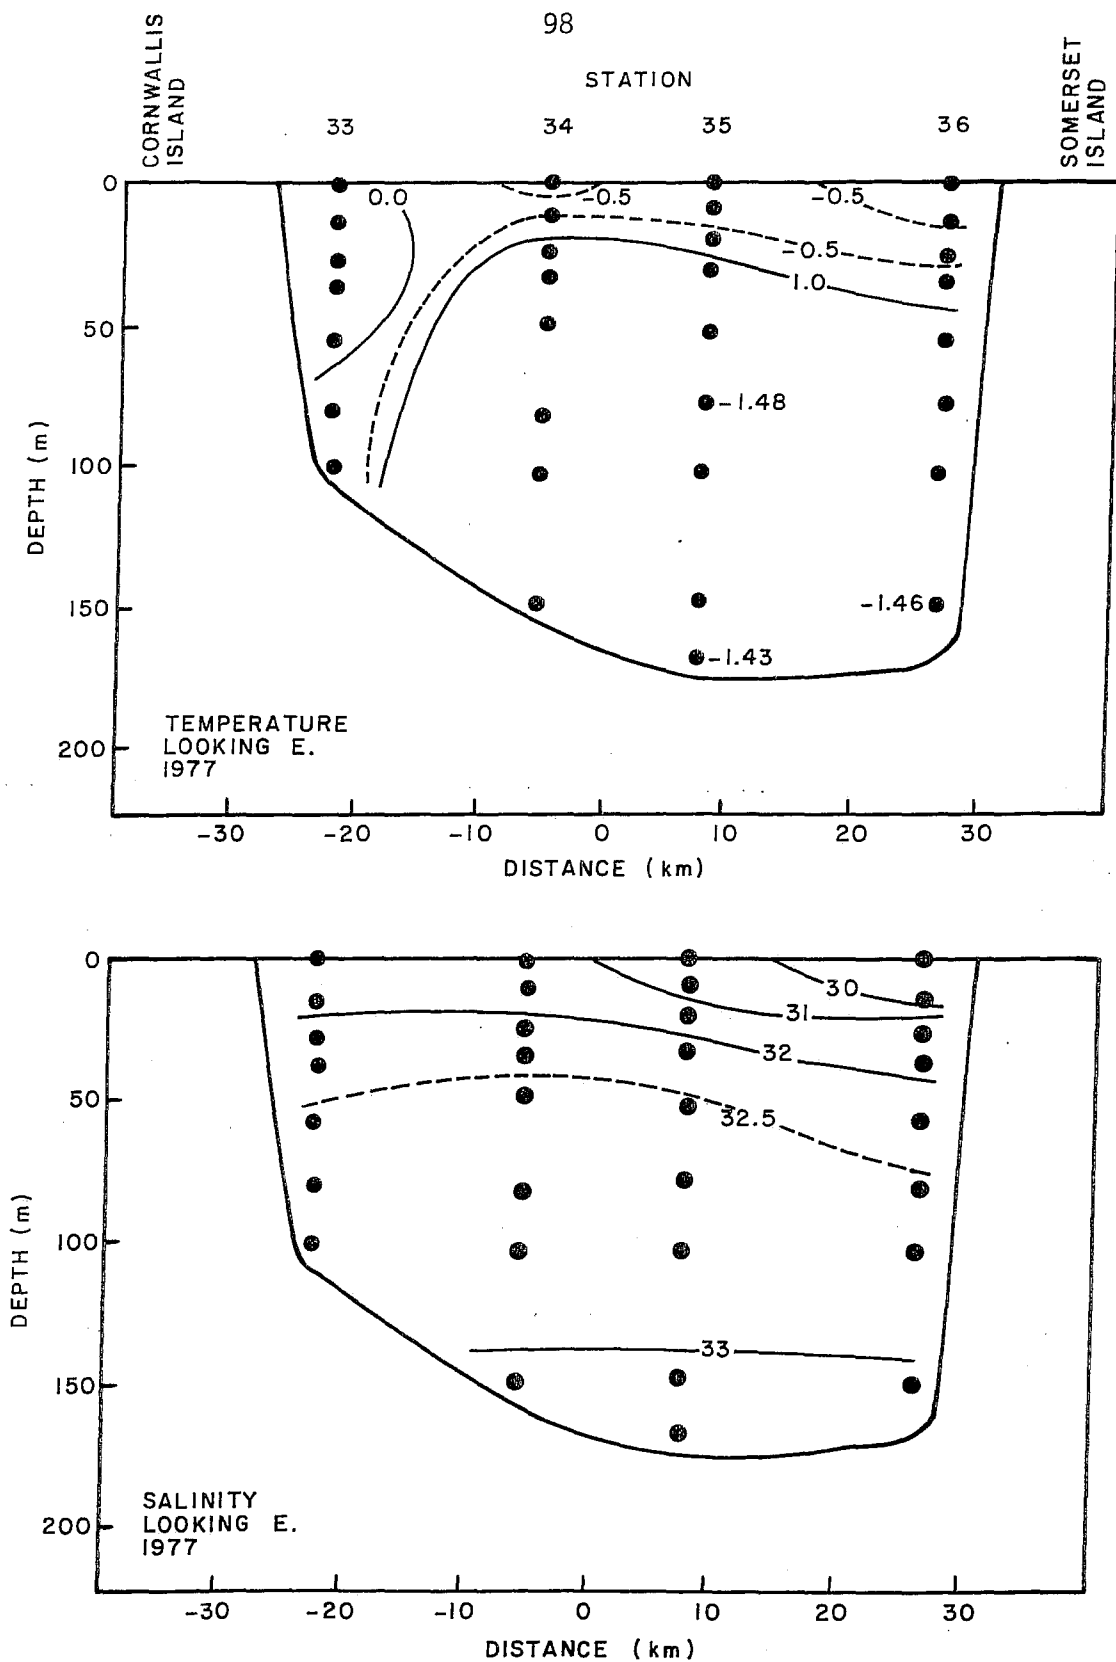 98
CORNWALLIS
ISLAND
STATION
SOMERSET
ISLAND
33 34 35 36
0
50
100
150
200
DEPTH (m)
0.0
-0.5
-0.5
-0.5
1.0
-1.48
-1.46
-1.43
TEMPERATURE
LOOKING E.
1977
-30 -20 -10 0 10 20 30
DISTANCE (km)
0
50
100
150
200
DEPTH (m)
30
31
32
32.5
33
SALINITY
LOOKING E.
1977
-30 -20 -10 0 10 20 30
DISTANCE (km)